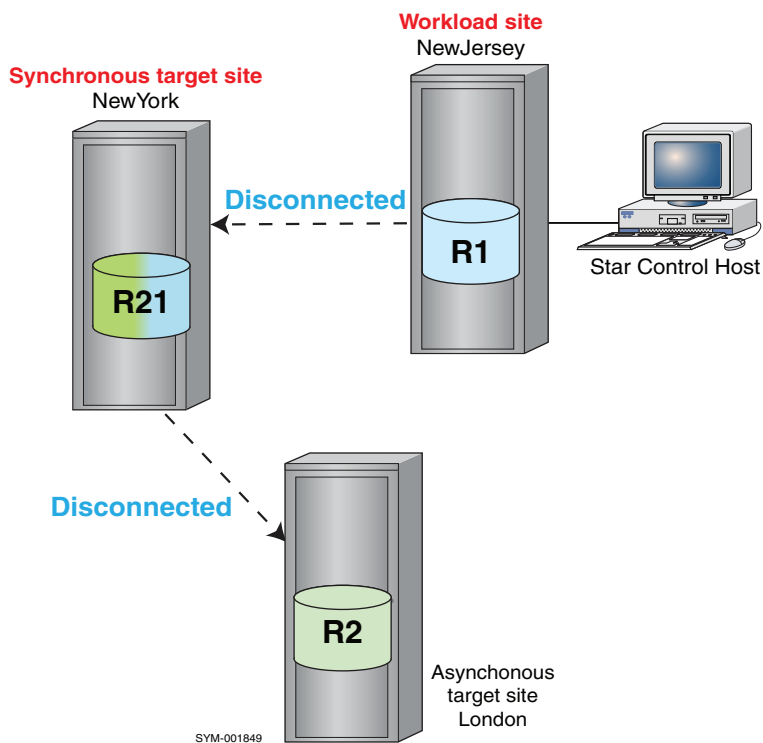 Workload site
NewJersey
Synchronous target site
NewYork
Disconnected
R1
R21
Star Control Host
Disconnected
R2
Asynchonous
target site
London
SYM-001849